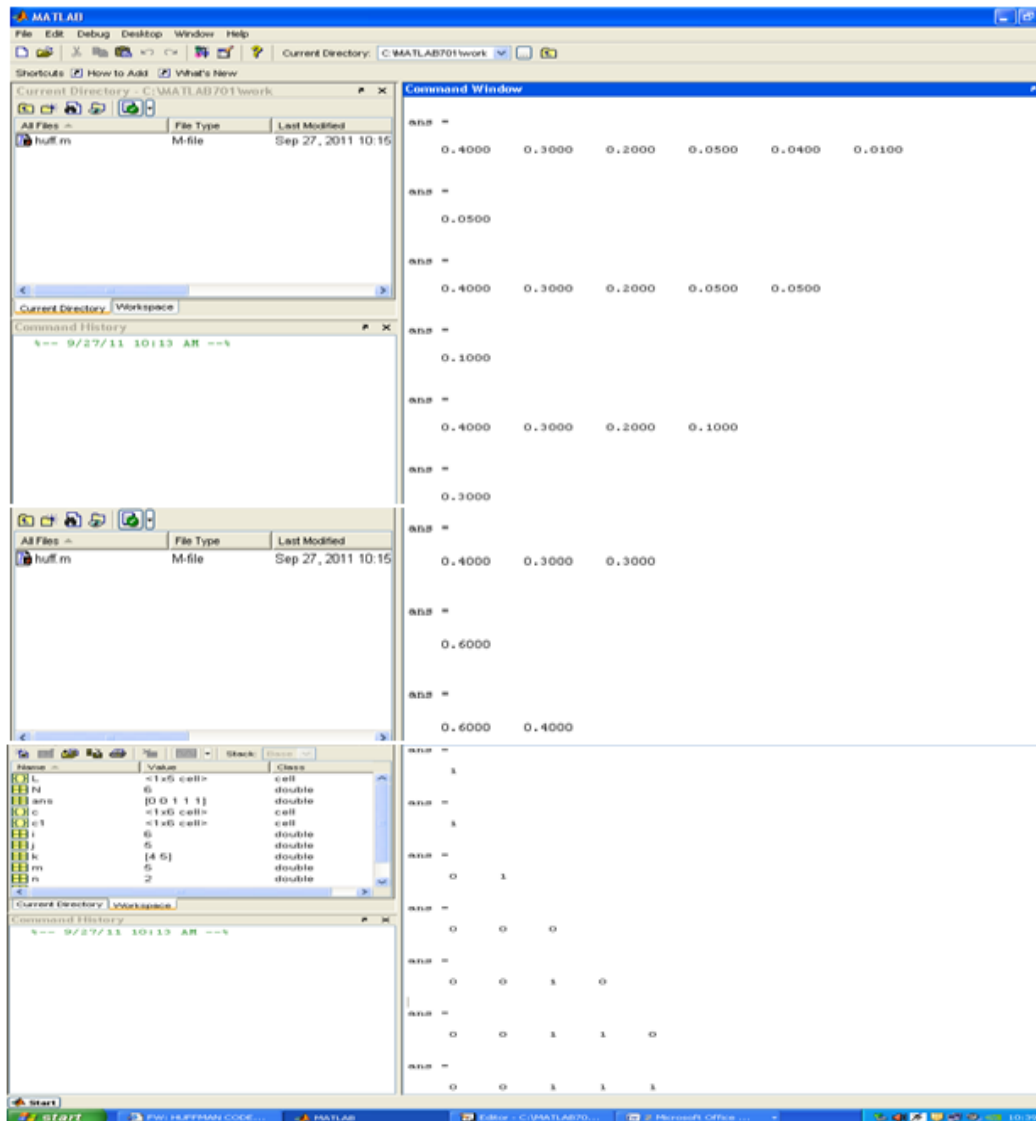 MATLAB
File Edit Debug Desktop Window Help
Current Directory: C:\MATLAB701\work
Shortcuts How to Add What's New
Current Directory - C:\MATLAB701\work
All Files File Type Last Modified
huff.m M-file Sep 27, 2011 10:15
Current Directory Workspace
Command History
%-- 9/27/11 10:13 AM --%
Command Window
ans =
0.4000 0.3000 0.2000 0.0500 0.0400 0.0100
ans =
0.0500
ans =
0.4000 0.3000 0.2000 0.0500 0.0500
ans =
0.1000
ans =
0.4000 0.3000 0.2000 0.1000
ans =
0.3000
All Files File Type Last Modified
huff.m M-file Sep 27, 2011 10:15
ans =
0.4000 0.3000 0.3000
ans =
0.6000
ans =
0.6000 0.4000
Stack: Base
Name Value Class
L <1x5 cell> cell
N 6 double
ans [0 0 1 1 1] double
c <1x6 cell> cell
c1 <1x6 cell> cell
i 6 double
j 5 double
k [4 5] double
m 5 double
n 2 double
Current Directory Workspace
Command History
%-- 9/27/11 10:13 AM --%
ans =
1
ans =
1
ans =
0 1
ans =
0 0 0
ans =
0 0 1 0
ans =
0 0 1 1 0
ans =
0 0 1 1 1
Start
start FW: HUFFMAN CODE... MATLAB Editor - C:\MATLAB70... 2 Microsoft Office ...